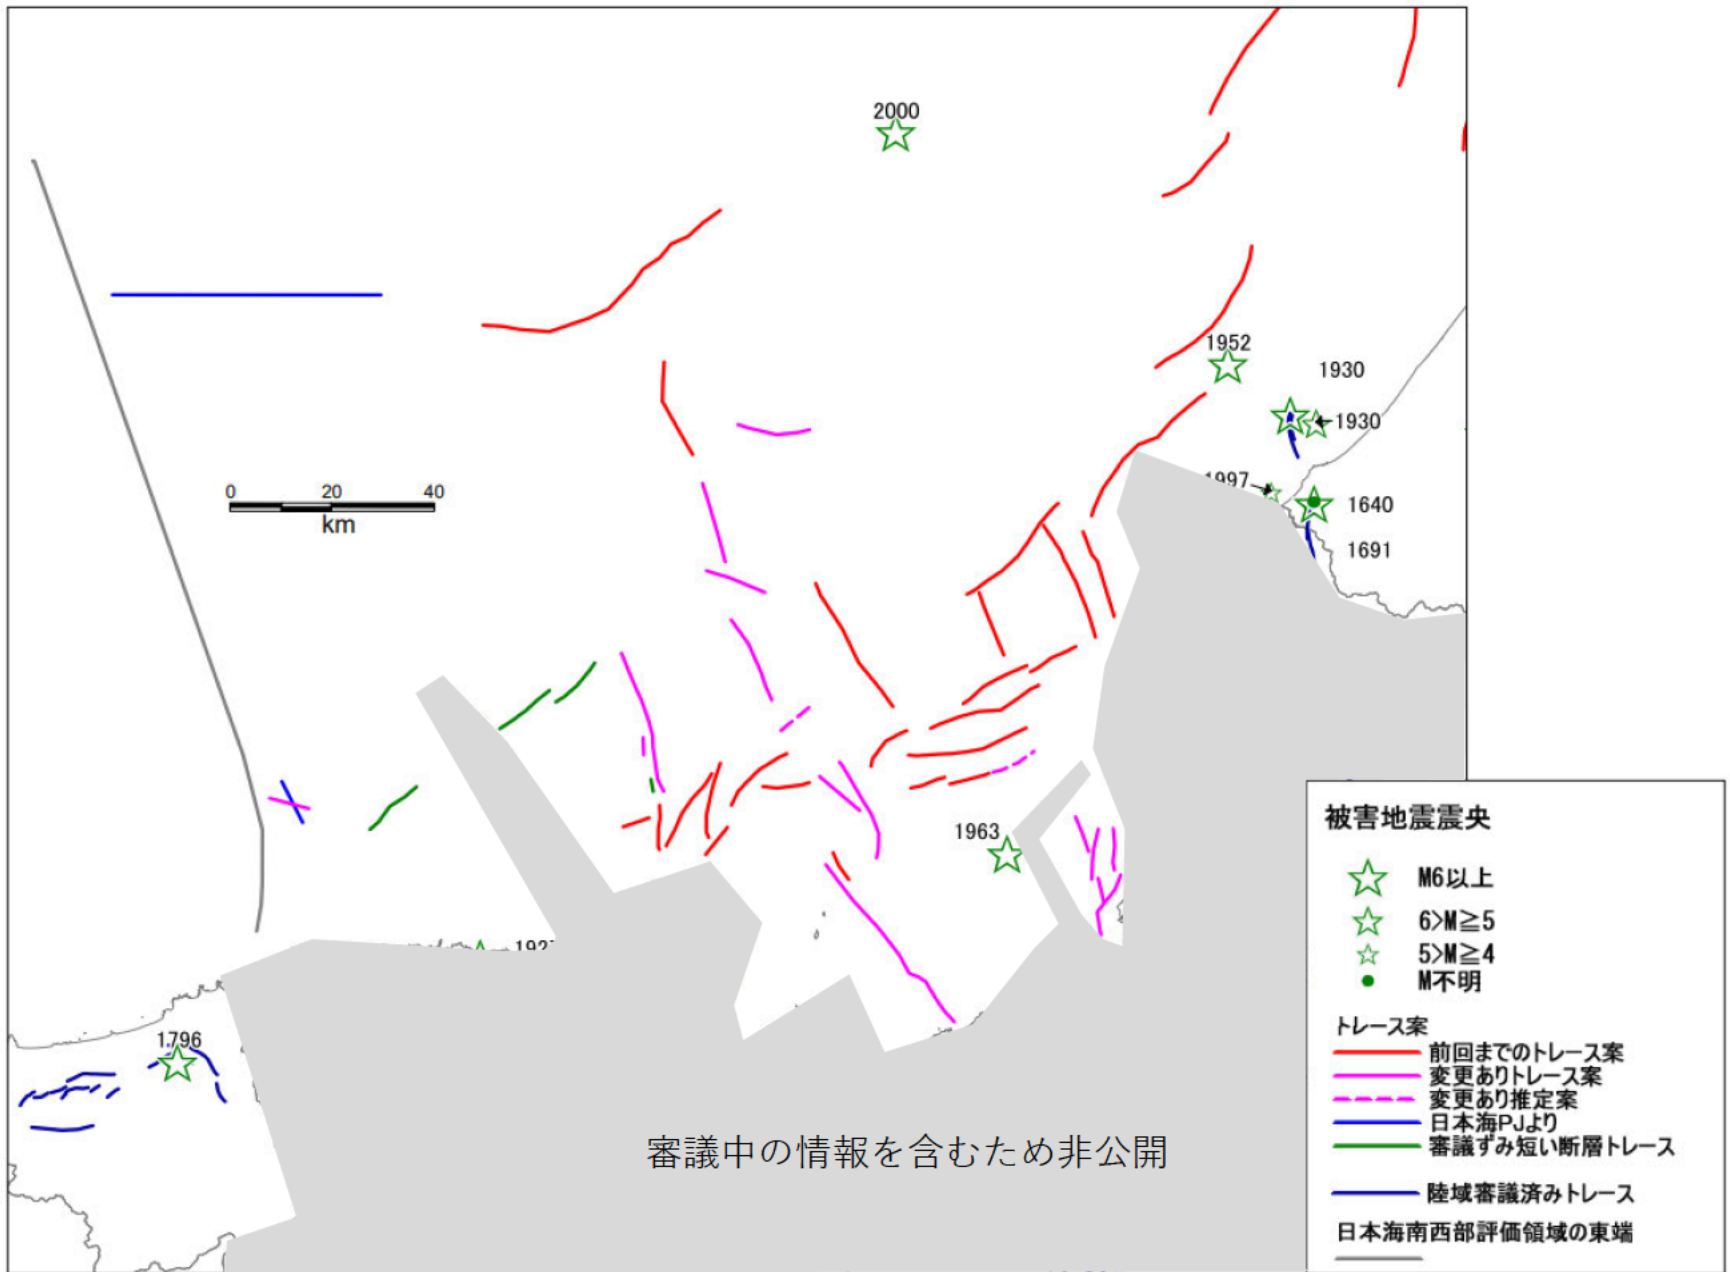 2000
1952
1930
1930
1997
1640
1691
0 20 40
km
1963
1927
1796
審議中の情報を含むため非公開
被害地震震央
M6以上
6>M≧5
5>M≧4
M不明
トレース案
前回までのトレース案
変更ありトレース案
変更あり推定案
日本海PJより
審議ずみ短い断層トレース
陸域審議済みトレース
日本海南西部評価領域の東端